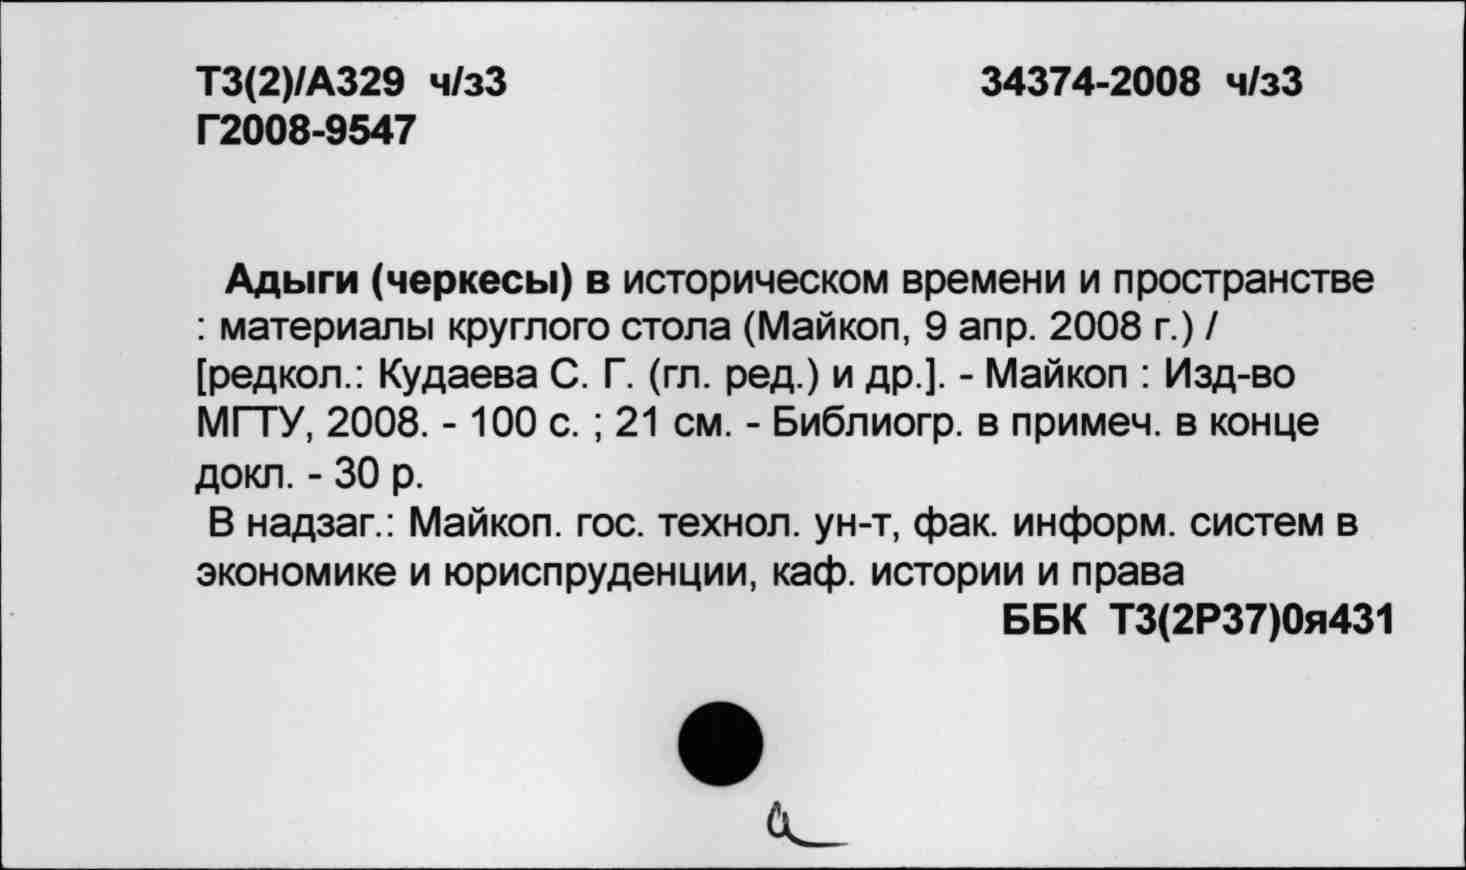 Т3(2)/А329 ч/з3 34374-2008 ч/з3
Г2008-9547
Адыги (черкесы) в историческом времени и пространстве
: материалы круглого стола (Майкоп, 9 апр. 2008 г.) /
[редкол.: Кудаева С. Г. (гл. ред.) и др.]. - Майкоп : Изд-во
МГТУ, 2008. - 100 с. ; 21 см. - Библиогр. в примеч. в конце
докл. - 30 р.
В надзаг.: Майкоп. гос. технол. ун-т, фак. информ. систем в
экономике и юриспруденции, каф. истории и права
ББК Т3(2Р37)0я431